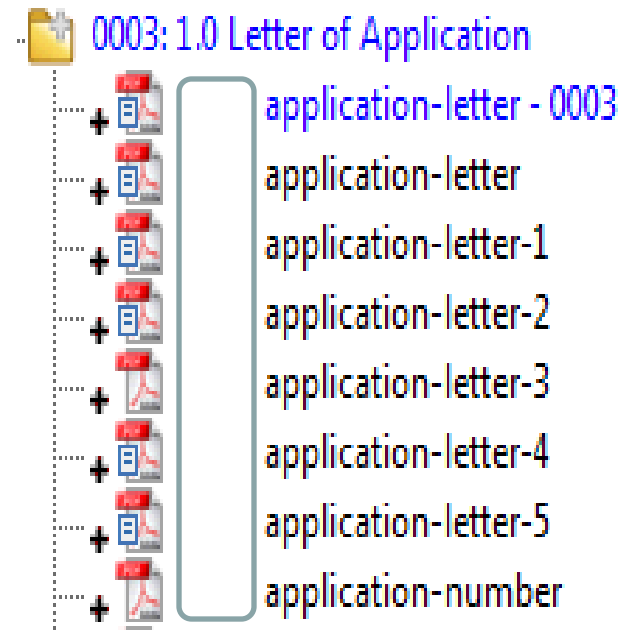 0003: 1.0 Letter of Application
application-letter - 0003
application-letter
application-letter-1
application-letter-2
application-letter-3
application-letter-4
application-letter-5
application-number